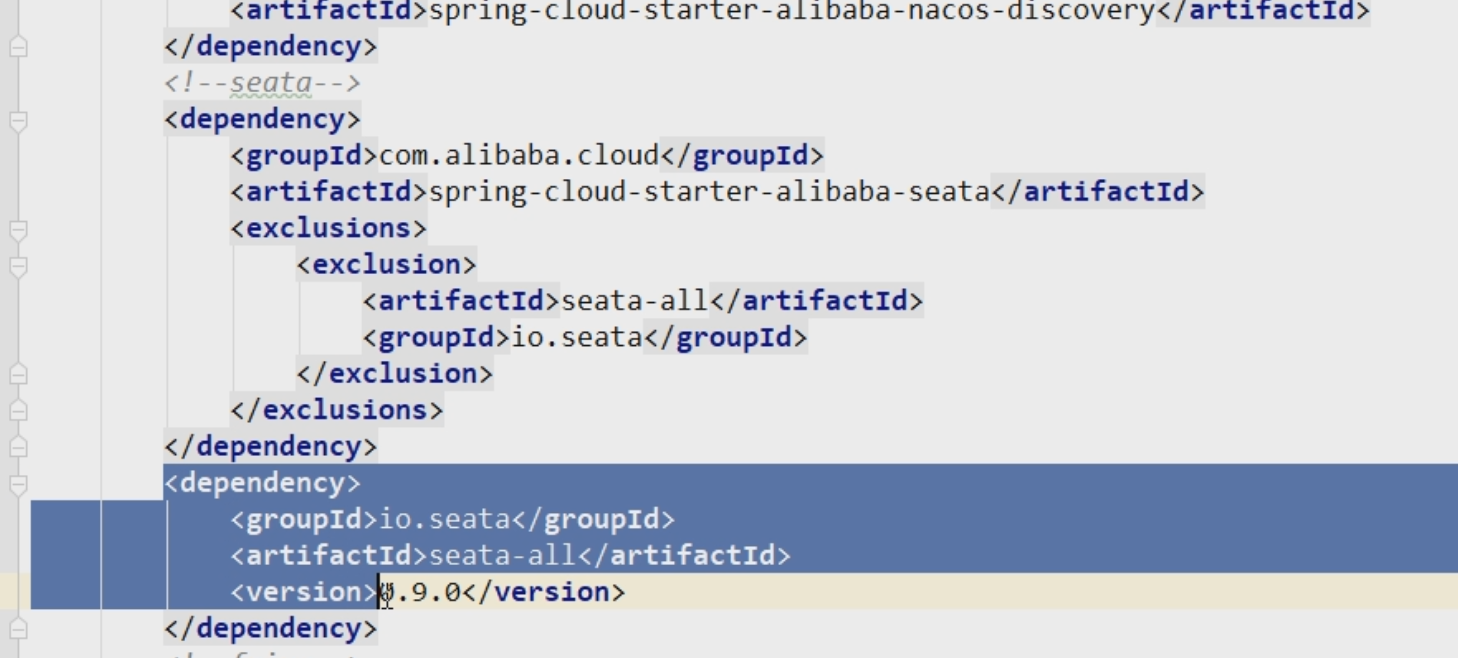 <artifactId>spring-cloud-starter-alibaba-nacos-discovery</artifactId>
</dependency>
<!--seata-->
<dependency>
<groupId>com.alibaba.cloud</groupId>
<artifactId>spring-cloud-starter-alibaba-seata</artifactId>
<exclusions>
<exclusion>
<artifactId>seata-all</artifactId>
<groupId>io.seata</groupId>
</exclusion>
</exclusions>
</dependency>
<dependency>
<groupId>io.seata</groupId>
<artifactId>seata-all</artifactId>
<version>0.9.0</version>
</dependency>